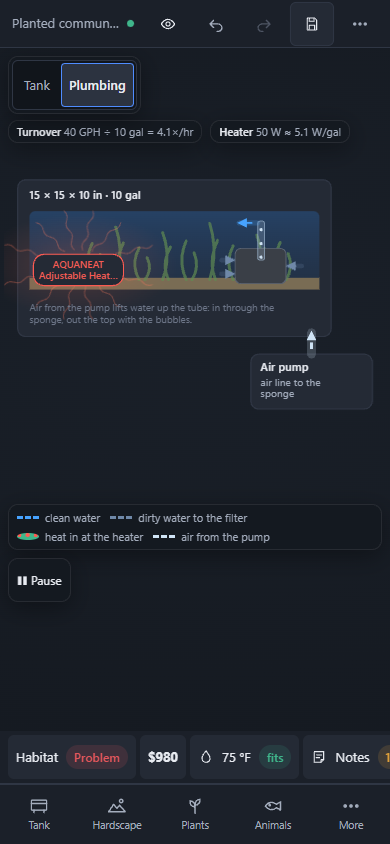 Planted commun...
Tank
Plumbing
Turnover 40 GPH ÷ 10 gal = 4.1×/hr
Heater 50 W ≈ 5.1 W/gal
15 × 15 × 10 in · 10 gal
AQUANEAT
Adjustable Heat...
Air from the pump lifts water up the tube: in through the
sponge, out the top with the bubbles.
Air pump
air line to the
sponge
clean water
dirty water to the filter
heat in at the heater
air from the pump
Pause
Habitat
Problem
$980
75 °F
fits
Notes
Tank
Hardscape
Plants
Animals
More